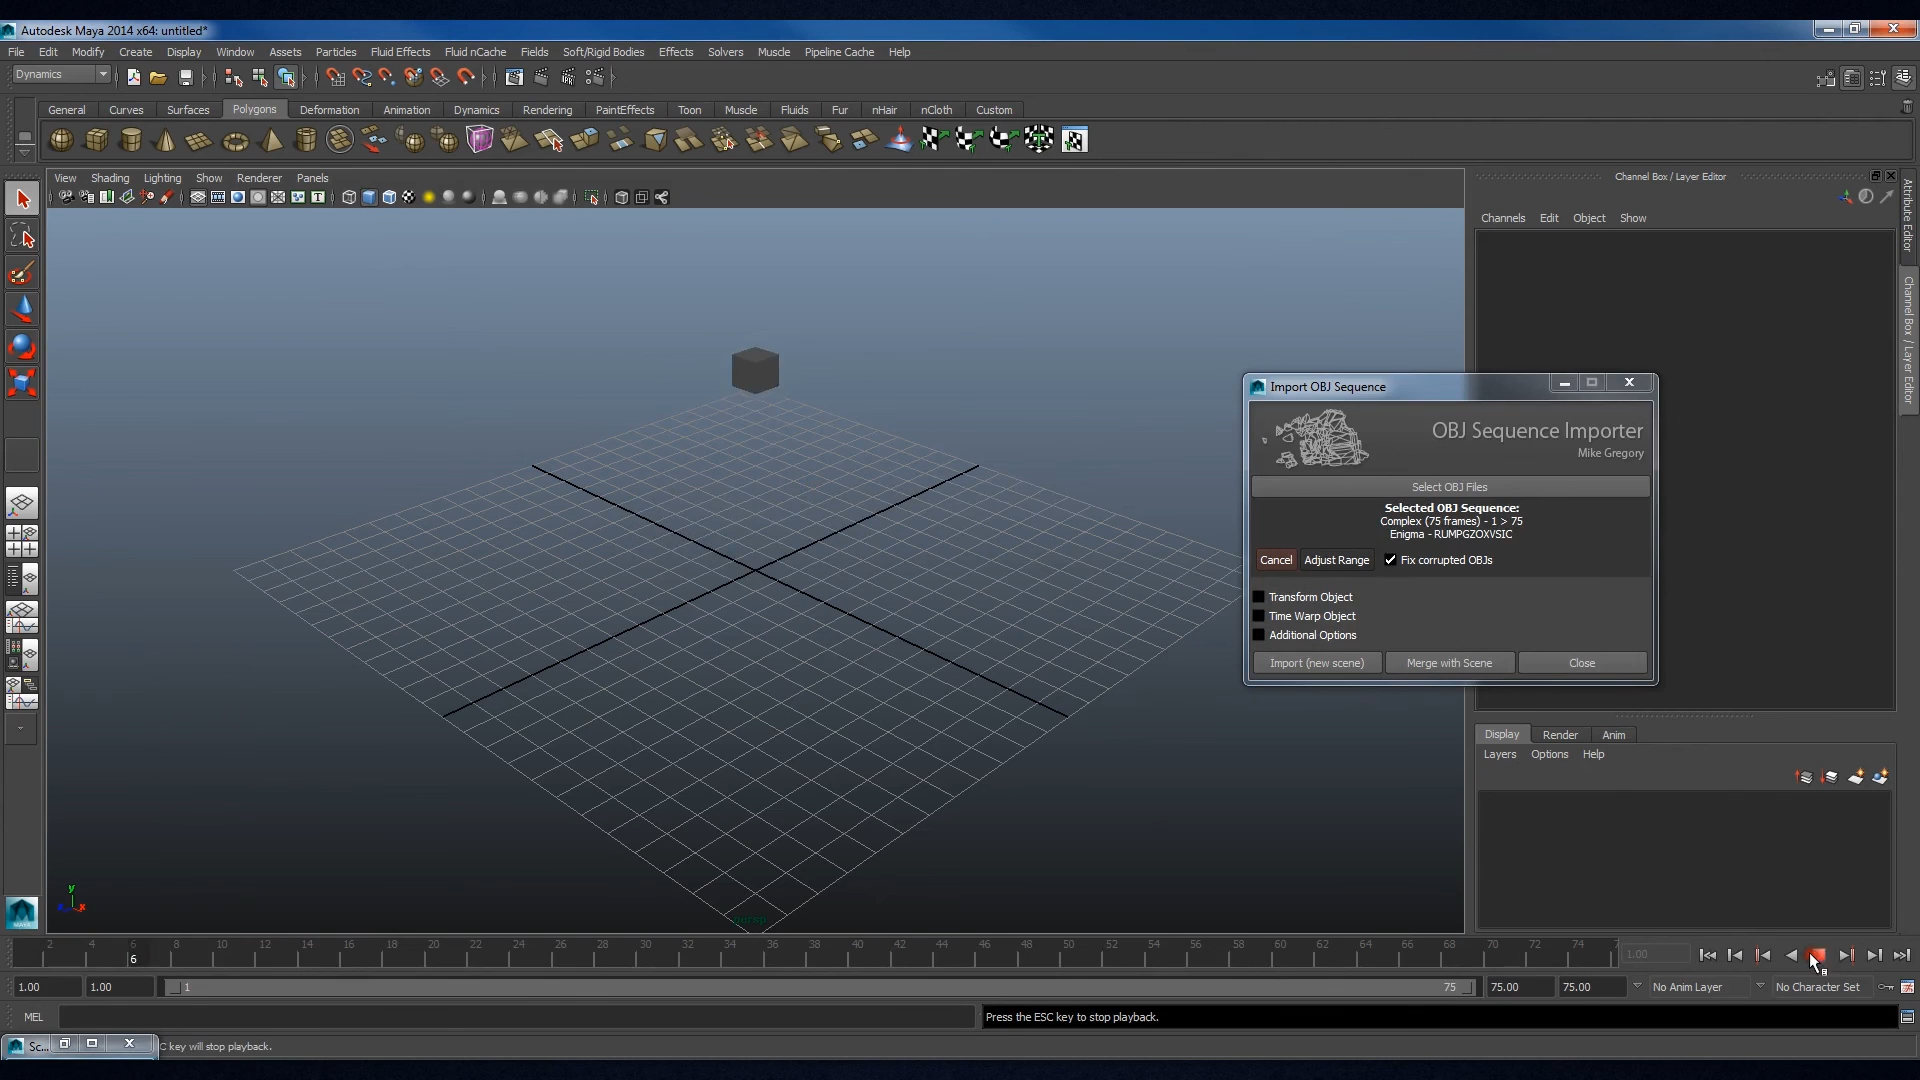 Autodesk Maya 2014 x64: untitled*
File Edit Modify Create Display Window Assets Particles Fluid Effects Fluid nCache Fields Soft/Rigid Bodies Effects Solvers Muscle Pipeline Cache Help
Dynamics
General Curves Surfaces Polygons Deformation Animation Dynamics Rendering PaintEffects Toon Muscle Fluids Fur nHair nCloth Custom
View Shading Lighting Show Renderer Panels
Channel Box / Layer Editor
Channels Edit Object Show
Attribute Editor
Channel Box / Layer Editor
Import OBJ Sequence
OBJ Sequence Importer
Mike Gregory
Select OBJ Files
Selected OBJ Sequence:
Complex (75 frames) - 1 > 75
Enigma - RUMPGZOXVSIC
Cancel Adjust Range Fix corrupted OBJs
Transform Object
Time Warp Object
Additional Options
Import (new scene) Merge with Scene Close
Display Render Anim
Layers Options Help
y
x
persp
2 4 6 8 10 12 14 16 18 20 22 24 26 28 30 32 34 36 38 40 42 44 46 48 50 52 54 56 58 60 62 64 66 68 70 72 74
6
1.00
1.00 1.00 1 75 75.00 75.00 No Anim Layer No Character Set
MEL
Press the ESC key to stop playback.
Sc... C key will stop playback.